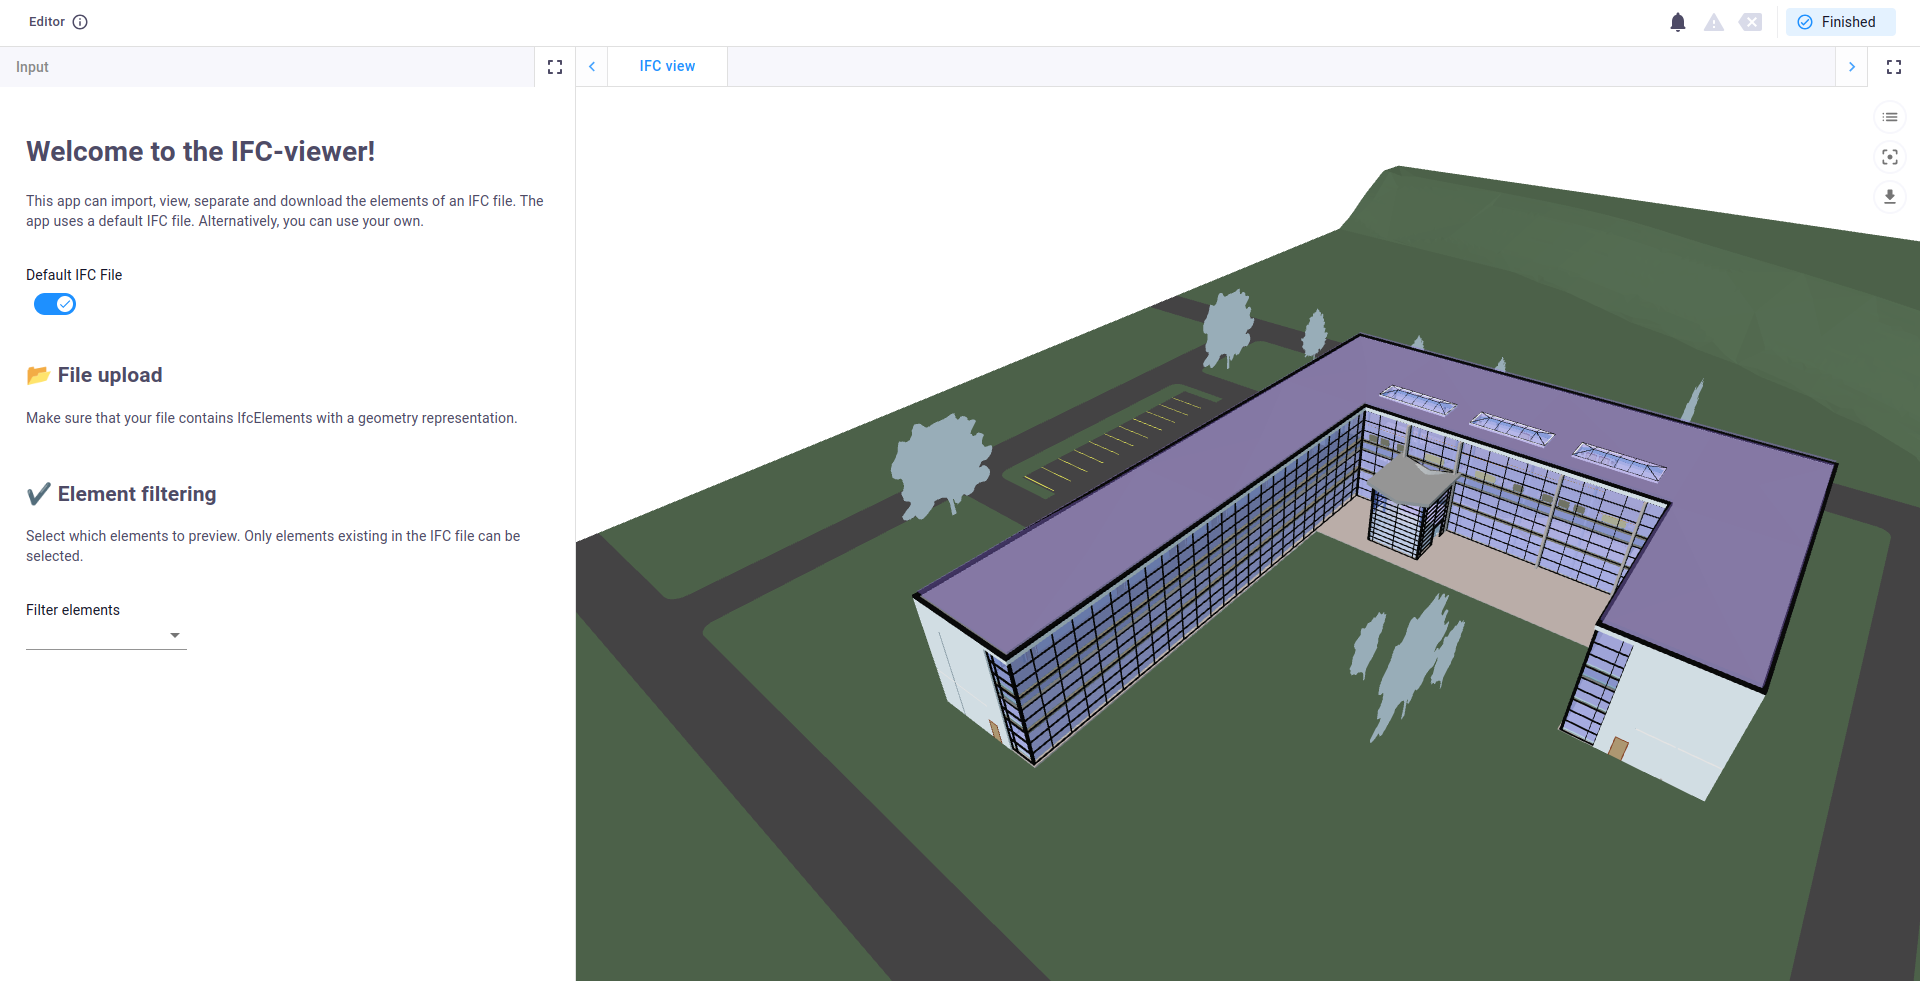 Editor
Finished
Input
IFC view
Welcome to the IFC-viewer!
This app can import, view, separate and download the elements of an IFC file. The
app uses a default IFC file. Alternatively, you can use your own.
Default IFC File
📂 File upload
Make sure that your file contains IfcElements with a geometry representation.
✔️ Element filtering
Select which elements to preview. Only elements existing in the IFC file can be
selected.
Filter elements